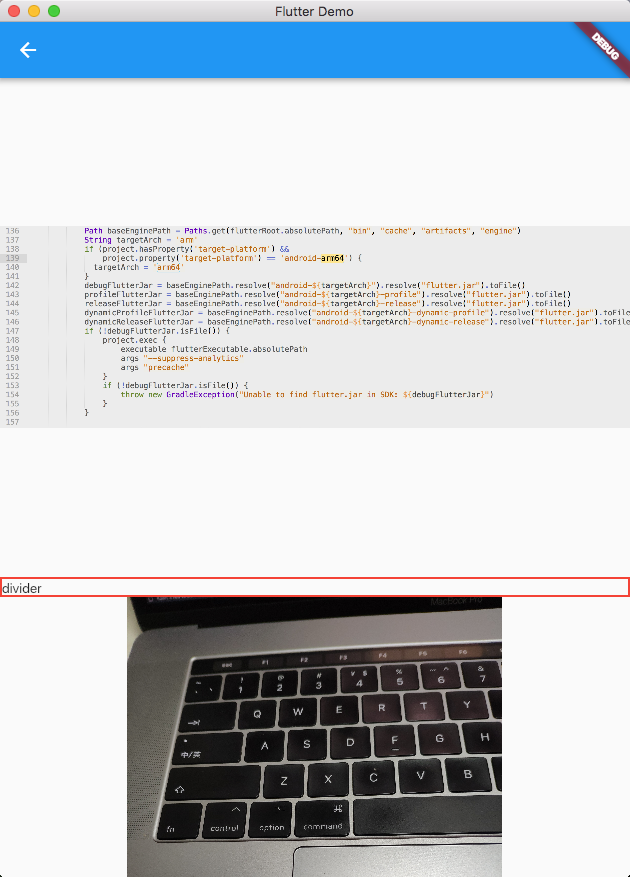 Flutter Demo
DEBUG
136 Path baseEnginePath = Paths.get(flutterRoot.absolutePath, "bin", "cache", "artifacts", "engine")
137 String targetArch = 'arm'
138 if (project.hasProperty('target-platform') &&
139 project.property('target-platform') == 'android-arm64') {
140 targetArch = 'arm64'
141 }
142 debugFlutterJar = baseEnginePath.resolve("android-${targetArch}").resolve("flutter.jar").toFile()
143 profileFlutterJar = baseEnginePath.resolve("android-${targetArch}-profile").resolve("flutter.jar").toFile()
144 releaseFlutterJar = baseEnginePath.resolve("android-${targetArch}-release").resolve("flutter.jar").toFile()
145 dynamicProfileFlutterJar = baseEnginePath.resolve("android-${targetArch}-dynamic-profile").resolve("flutter.jar").toFile
146 dynamicReleaseFlutterJar = baseEnginePath.resolve("android-${targetArch}-dynamic-release").resolve("flutter.jar").toFile
147 if (!debugFlutterJar.isFile()) {
148 project.exec {
149 executable flutterExecutable.absolutePath
150 args "--suppress-analytics"
151 args "precache"
152 }
153 if (!debugFlutterJar.isFile()) {
154 throw new GradleException("Unable to find flutter.jar in SDK: ${debugFlutterJar}")
155 }
156 }
157
divider
MacBook Pro
esc F1 F2 F3 F4 F5 F6
~ ! @ # ¥ $ % … ^ &
1 2 3 4 5 6 7
Q W E R T Y
中/英 A S D F G H
Z X C V B
fn control option command ⌘